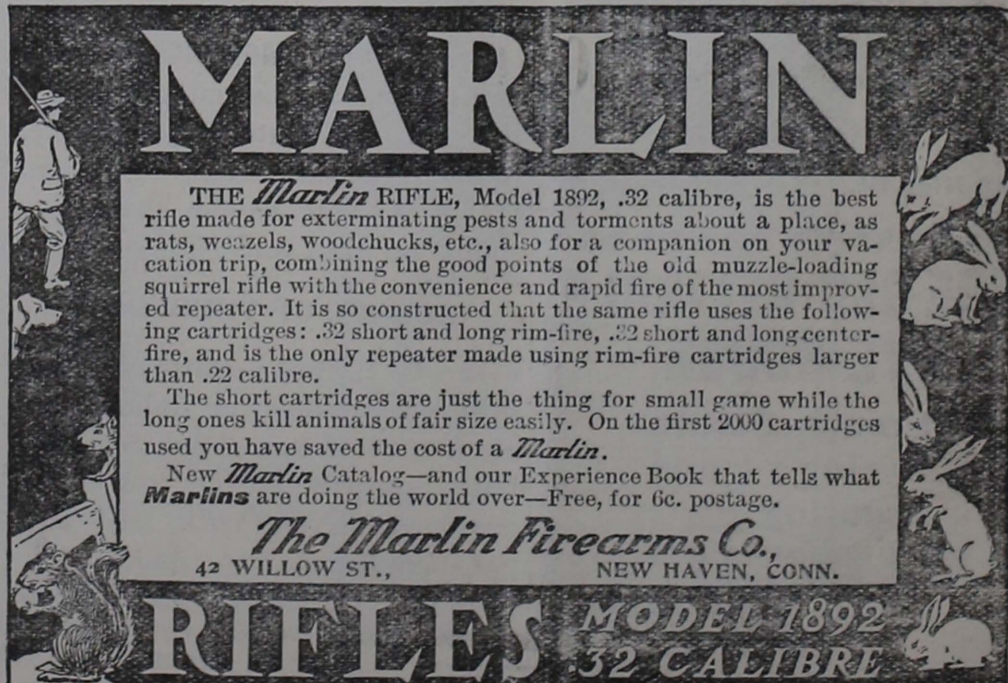 MARLIN
THE Marlin RIFLE, Model 1892, .32 calibre, is the best
rifle made for exterminating pests and torments about a place, as
rats, weazels, woodchucks, etc., also for a companion on your va-
cation trip, combining the good points of the old muzzle-loading
squirrel rifle with the convenience and rapid fire of the most improv-
ed repeater. It is so constructed that the same rifle uses the follow-
ing cartridges: .32 short and long rim-fire, .32 short and long center-
fire, and is the only repeater made using rim-fire cartridges larger
than .22 calibre.
The short cartridges are just the thing for small game while the
long ones kill animals of fair size easily. On the first 2000 cartridges
used you have saved the cost of a Marlin.
New Marlin Catalog—and our Experience Book that tells what
Marlins are doing the world over—Free, for 6c. postage.
The Marlin Firearms Co.,
42 WILLOW ST., NEW HAVEN, CONN.
RIFLES MODEL 1892
.32 CALIBRE